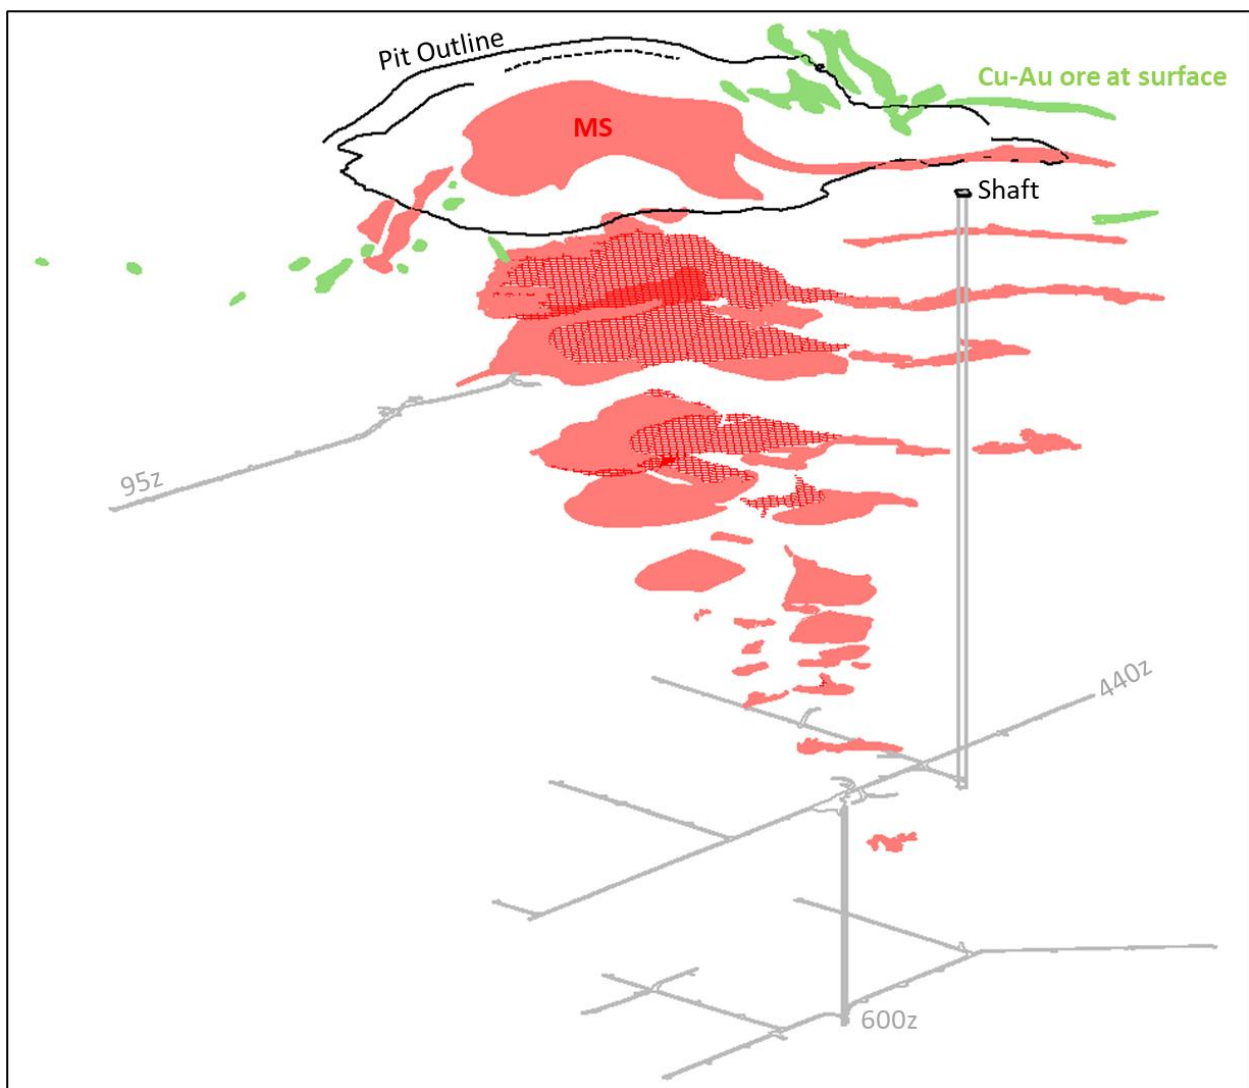 Pit Outline
Cu-Au ore at surface
MS
Shaft
95z
440z
600z